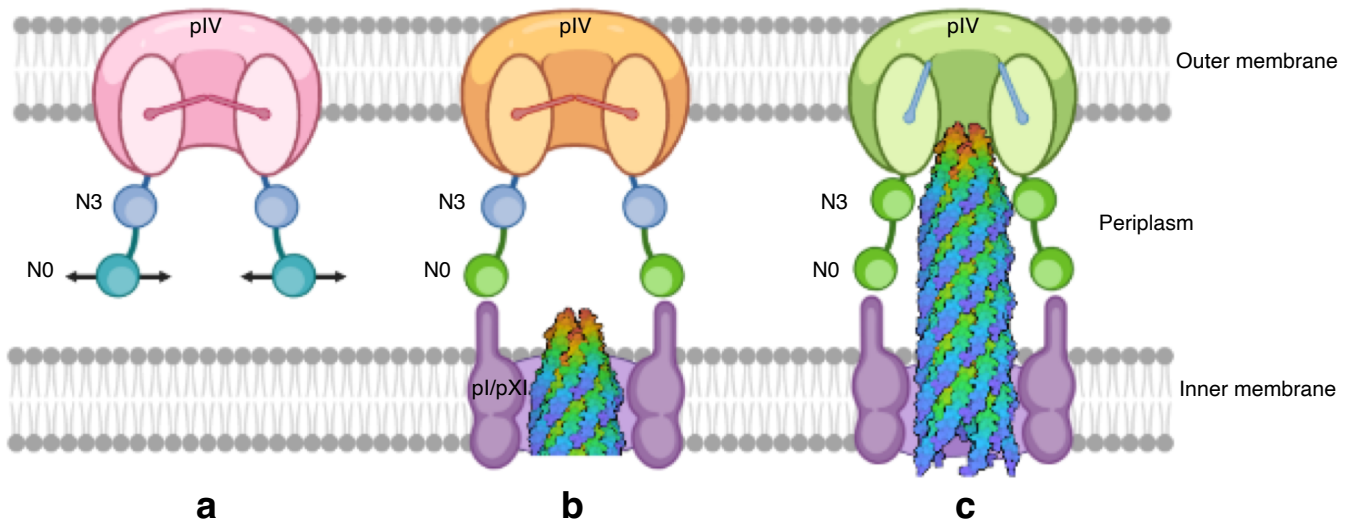 pIV pIV pIV
Outer membrane
N3 N3 N3
Periplasm
N0 N0 N0
pI/pXI
Inner membrane
a b c